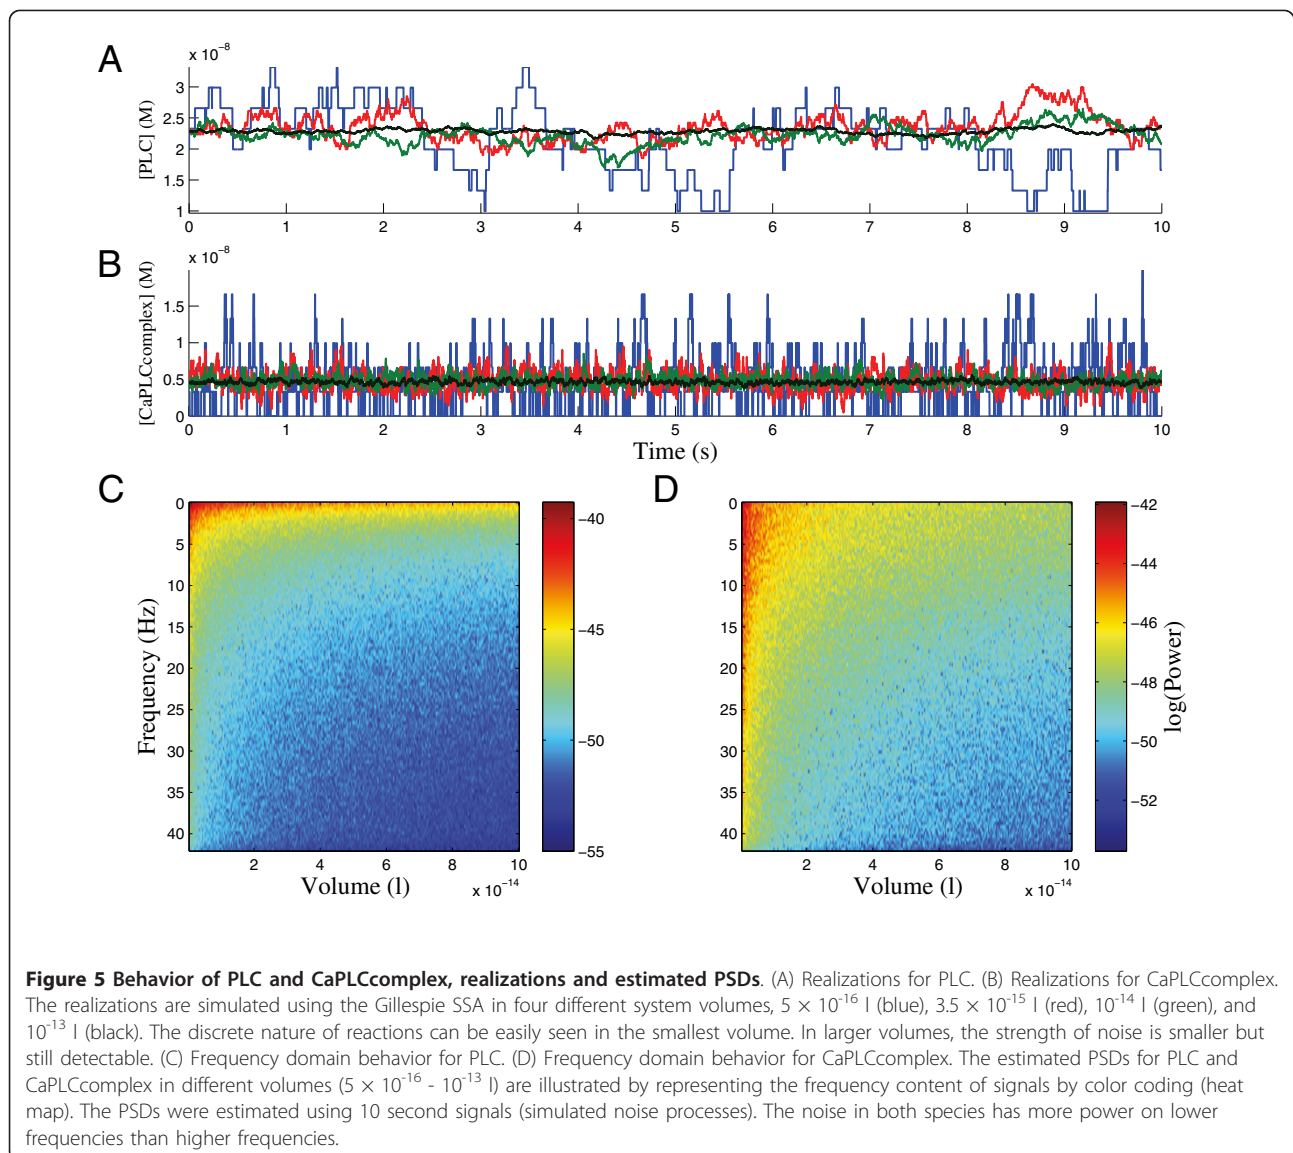 A
x 10⁻⁸
[PLC] (M)
3
2.5
2
1.5
1
0 1 2 3 4 5 6 7 8 9 10
B
x 10⁻⁸
[CaPLCcomplex] (M)
1.5
1
0.5
0
0 1 2 3 4 5 6 7 8 9 10
Time (s)
C
Frequency (Hz)
0
5
10
15
20
25
30
35
40
2 4 6 8 10
Volume (l)
x 10⁻¹⁴
−40
−45
−50
−55
D
0
5
10
15
20
25
30
35
40
2 4 6 8 10
Volume (l)
x 10⁻¹⁴
−42
−44
−46
−48
−50
−52
log(Power)
Figure 5 Behavior of PLC and CaPLCcomplex, realizations and estimated PSDs. (A) Realizations for PLC. (B) Realizations for CaPLCcomplex.
The realizations are simulated using the Gillespie SSA in four different system volumes, 5 × 10⁻¹⁶ l (blue), 3.5 × 10⁻¹⁵ l (red), 10⁻¹⁴ l (green), and
10⁻¹³ l (black). The discrete nature of reactions can be easily seen in the smallest volume. In larger volumes, the strength of noise is smaller but
still detectable. (C) Frequency domain behavior for PLC. (D) Frequency domain behavior for CaPLCcomplex. The estimated PSDs for PLC and
CaPLCcomplex in different volumes (5 × 10⁻¹⁶ - 10⁻¹³ l) are illustrated by representing the frequency content of signals by color coding (heat
map). The PSDs were estimated using 10 second signals (simulated noise processes). The noise in both species has more power on lower
frequencies than higher frequencies.